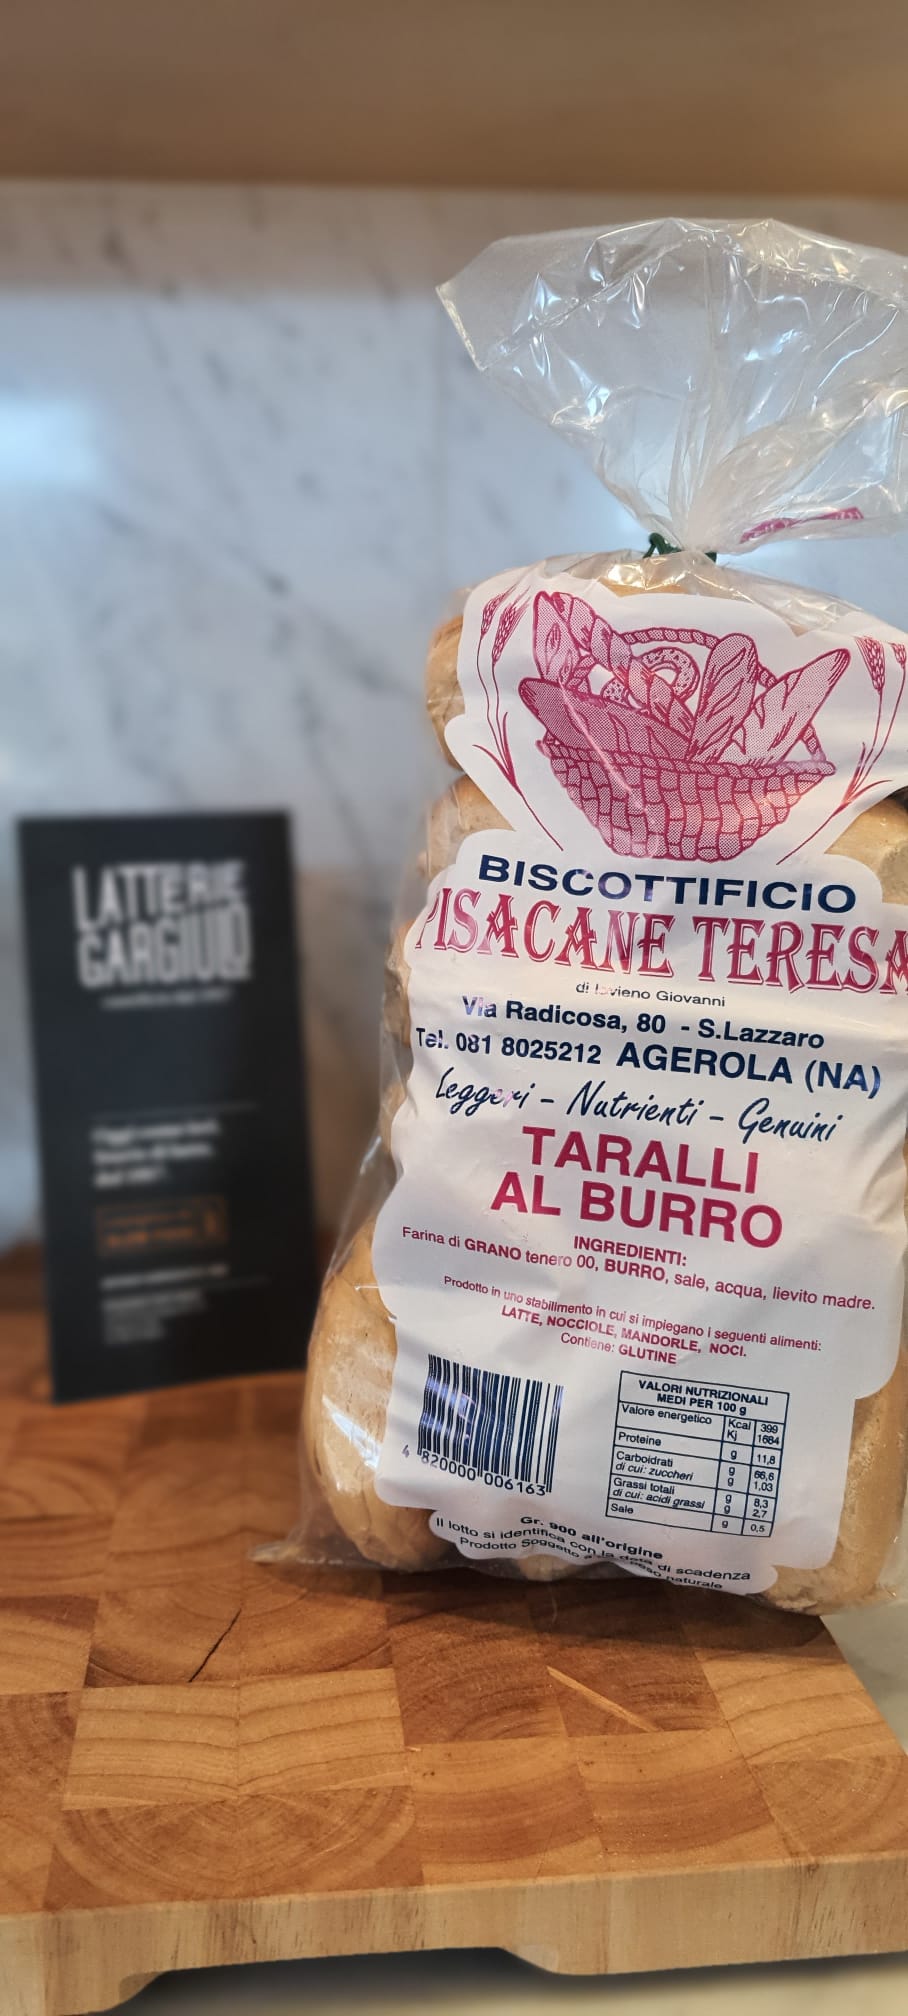 LATTERIE
GARGIULO
BISCOTTIFICIO
PISACANE TERESA
di Iovieno Giovanni
Via Radicosa, 80 - S.Lazzaro
Tel. 081 8025212 AGEROLA (NA)
Leggeri - Nutrienti - Genuini
TARALLI
AL BURRO
INGREDIENTI:
Farina di GRANO tenero 00, BURRO, sale, acqua, lievito madre.
Prodotto in uno stabilimento in cui si impiegano i seguenti alimenti:
LATTE, NOCCIOLE, MANDORLE, NOCI.
Contiene: GLUTINE
4 820000 006163
VALORI NUTRIZIONALI
MEDI PER 100 g
Valore energetico Kcal 399
Kj 1684
Proteine g 11,8
Carboidrati g 66,6
di cui: zuccheri g 1,03
Grassi totali g 8,3
di cui: acidi grassi g 2,7
Sale g 0,5
Gr. 900 all'origine
Il lotto si identifica con la data di scadenza
Prodotto Soggetto a peso naturale